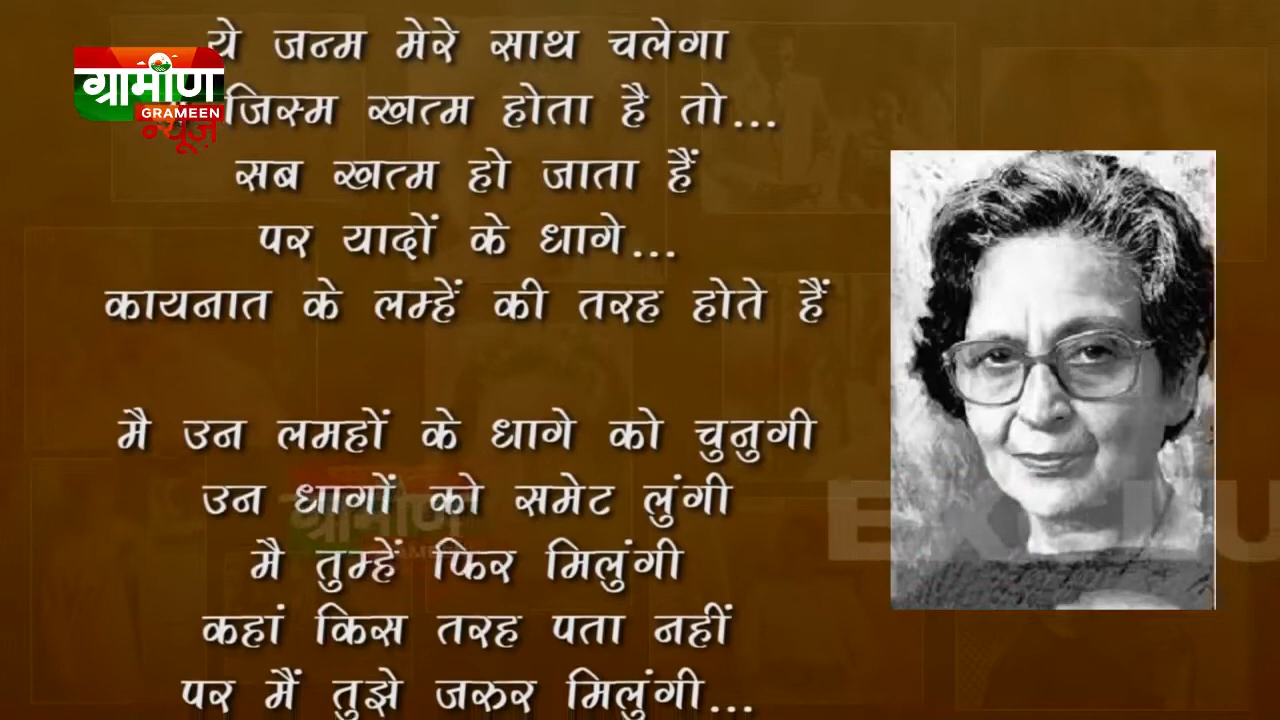 ये जन्म मेरे साथ चलेगा
ग्रामीण
GRAMEEN
न्यूज़
जिस्म खत्म होता है तो...
सब खत्म हो जाता हैं
पर यादों के धागे...
कायनात के लम्हें की तरह होते हैं
मै उन लमहों के धागे को चुनुगी
उन धागों को समेट लुंगी
मै तुम्हें फिर मिलुंगी
कहां किस तरह पता नहीं
पर मैं तुझे जरुर मिलुंगी...
ग्रामीण
GRAMEEN